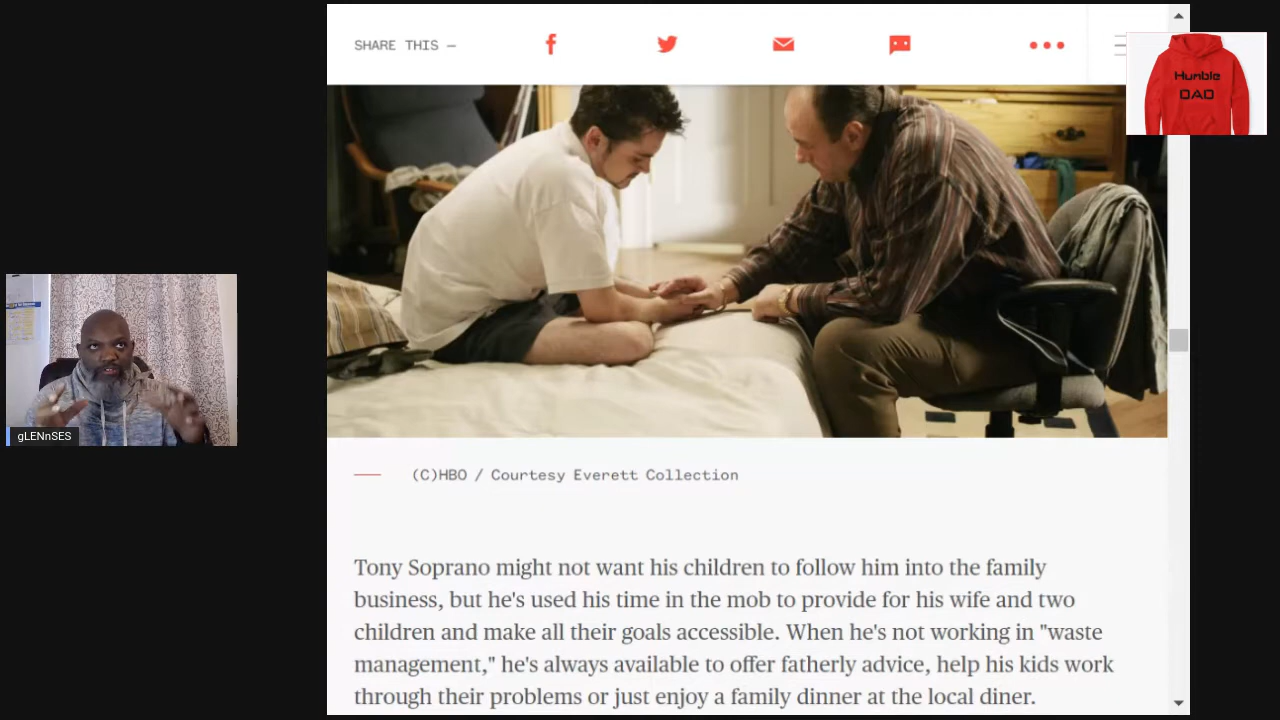 SHARE THIS —
Humble
DAD
gLENnSES
(C)HBO / Courtesy Everett Collection
Tony Soprano might not want his children to follow him into the family
business, but he's used his time in the mob to provide for his wife and two
children and make all their goals accessible. When he's not working in "waste
management," he's always available to offer fatherly advice, help his kids work
through their problems or just enjoy a family dinner at the local diner.